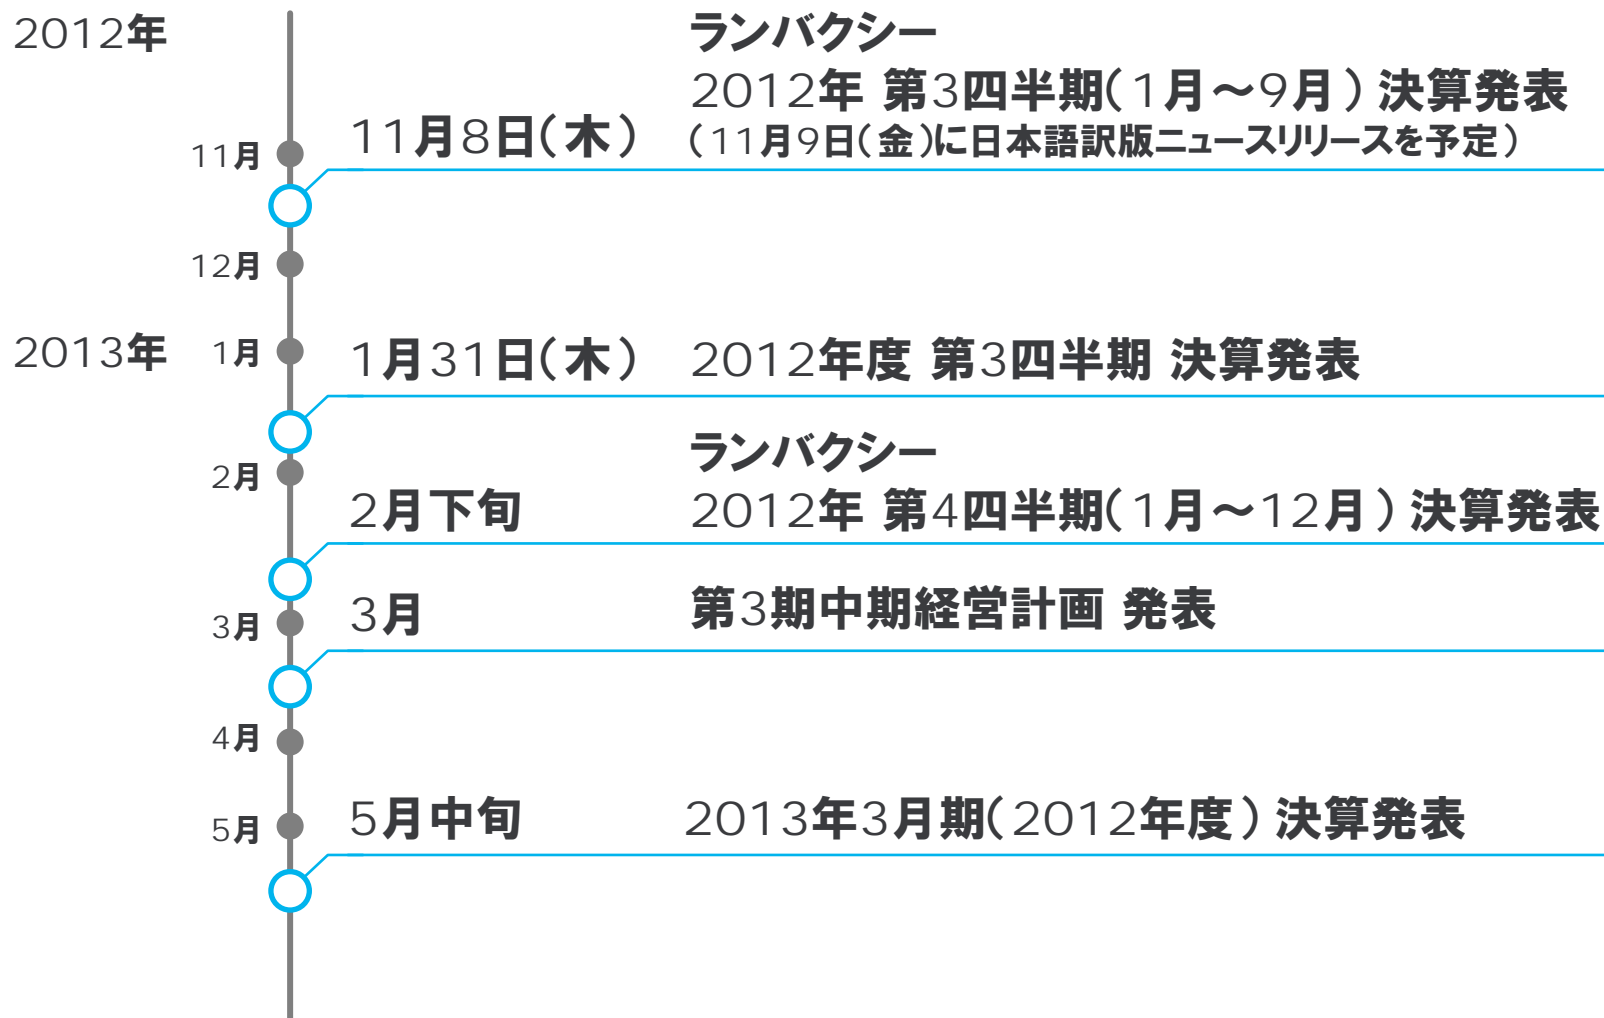 2012年
ランバクシー
2012年 第3四半期(1月～9月) 決算発表
11月8日(木)
(11月9日(金)に日本語訳版ニュースリリースを予定)
11月
12月
2013年
1月
1月31日(木)
2012年度 第3四半期 決算発表
2月
ランバクシー
2月下旬
2012年 第4四半期(1月～12月) 決算発表
3月
3月
第3期中期経営計画 発表
4月
5月
5月中旬
2013年3月期(2012年度) 決算発表